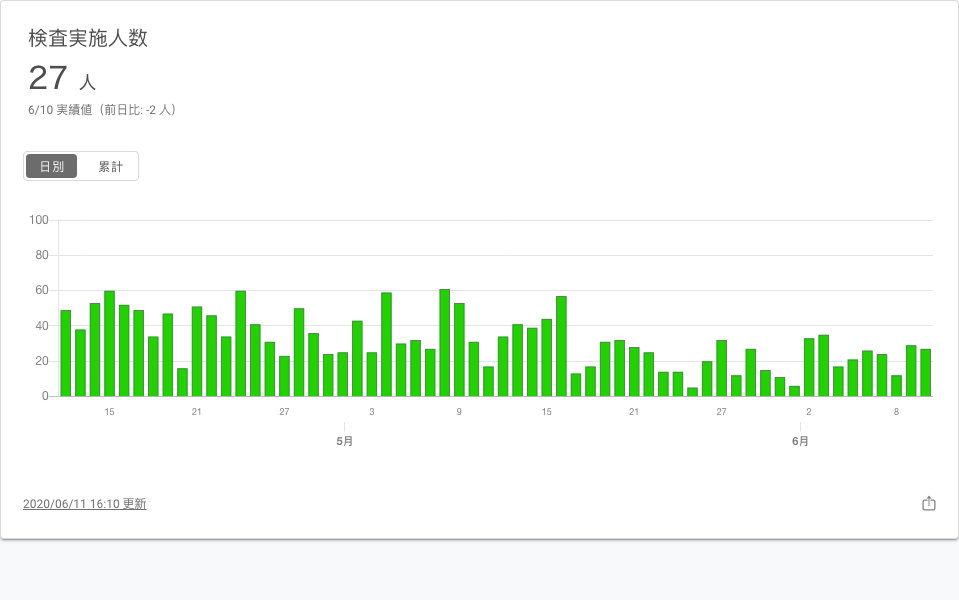 検査実施人数
27 人
6/10 実績値（前日比: -2 人）
日別 累計
100
80
60
40
20
0
15 21 27 3 9 15 21 27 2 8
5月 6月
2020/06/11 16:10 更新